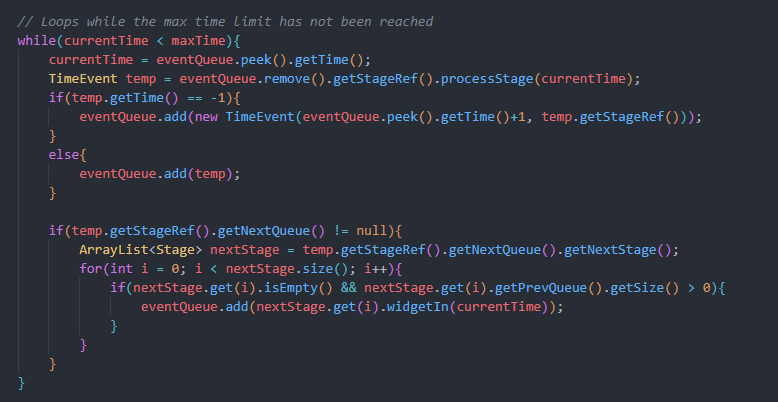 // Loops while the max time limit has not been reached
while(currentTime < maxTime){
    currentTime = eventQueue.peek().getTime();
    TimeEvent temp = eventQueue.remove().getStageRef().processStage(currentTime);
    if(temp.getTime() == -1){
        eventQueue.add(new TimeEvent(eventQueue.peek().getTime()+1, temp.getStageRef()));
    }
    else{
        eventQueue.add(temp);
    }

    if(temp.getStageRef().getNextQueue() != null){
        ArrayList<Stage> nextStage = temp.getStageRef().getNextQueue().getNextStage();
        for(int i = 0; i < nextStage.size(); i++){
            if(nextStage.get(i).isEmpty() && nextStage.get(i).getPrevQueue().getSize() > 0){
                eventQueue.add(nextStage.get(i).widgetIn(currentTime));
            }
        }
    }
}